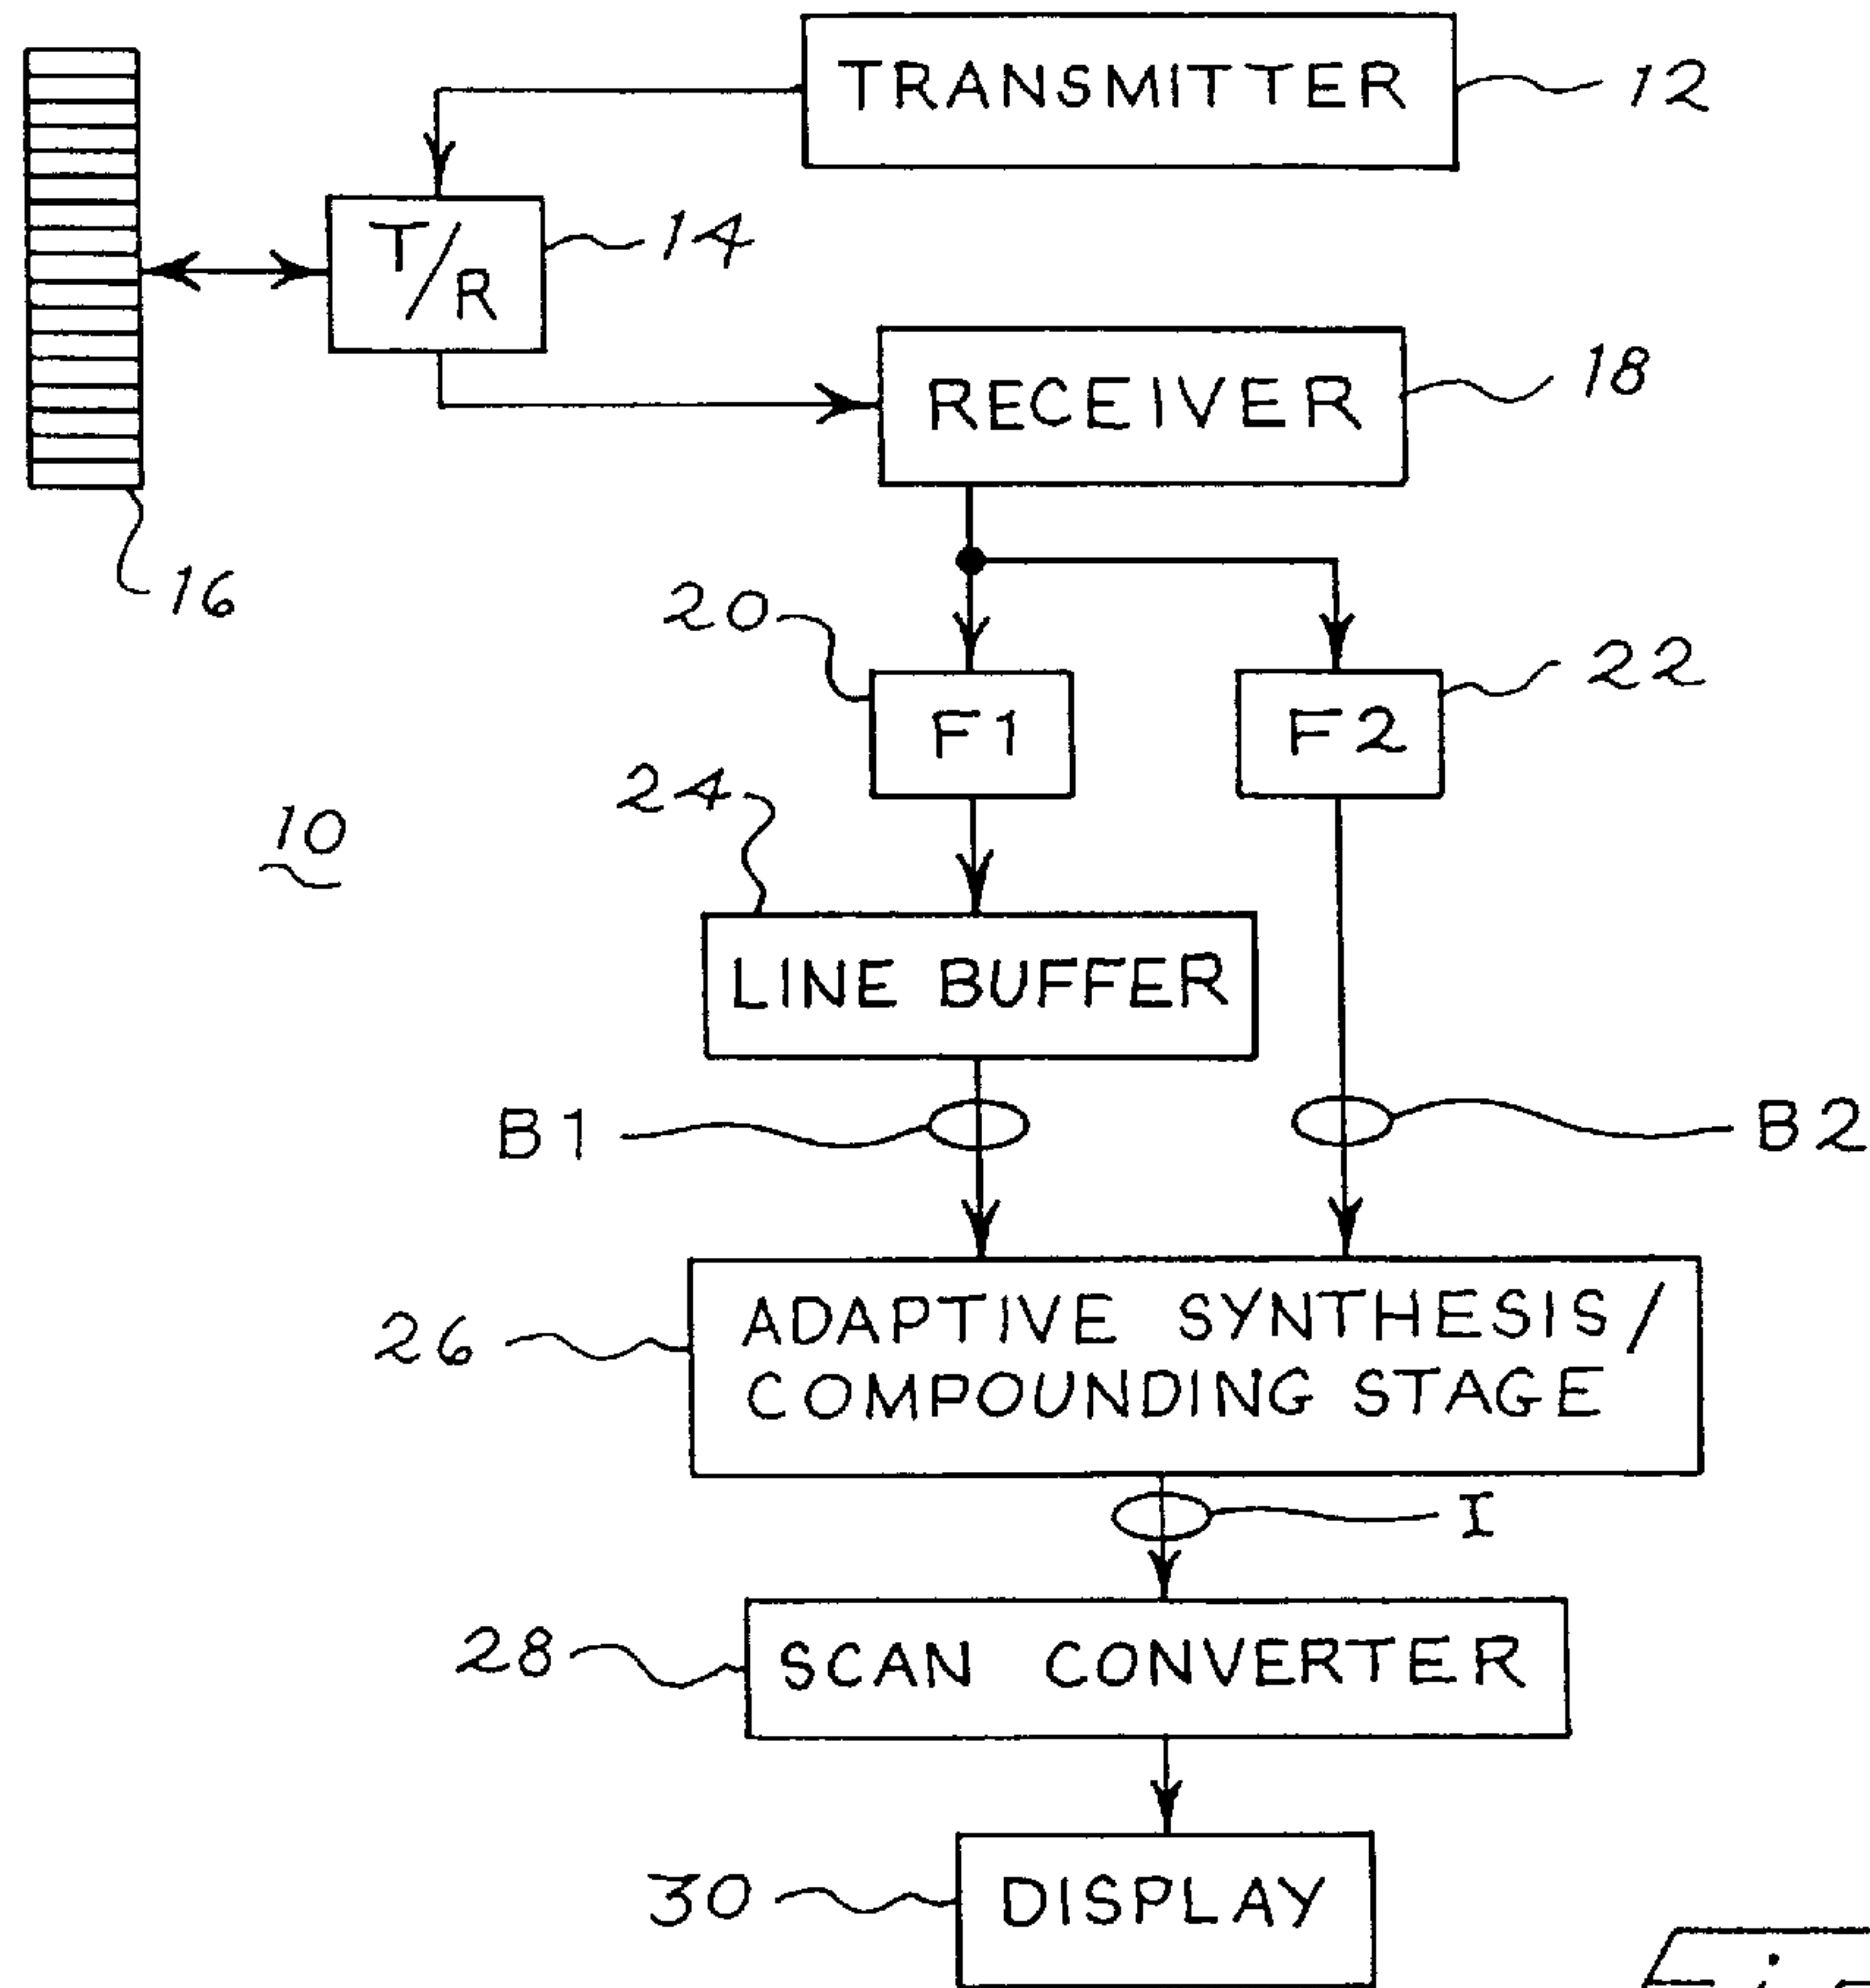 TRANSMITTER
12
T/R
14
RECEIVER
18
16
20
22
F1
F2
24
10
LINE BUFFER
B1
B2
26
ADAPTIVE SYNTHESIS/
COMPOUNDING STAGE
I
28
SCAN CONVERTER
30
DISPLAY